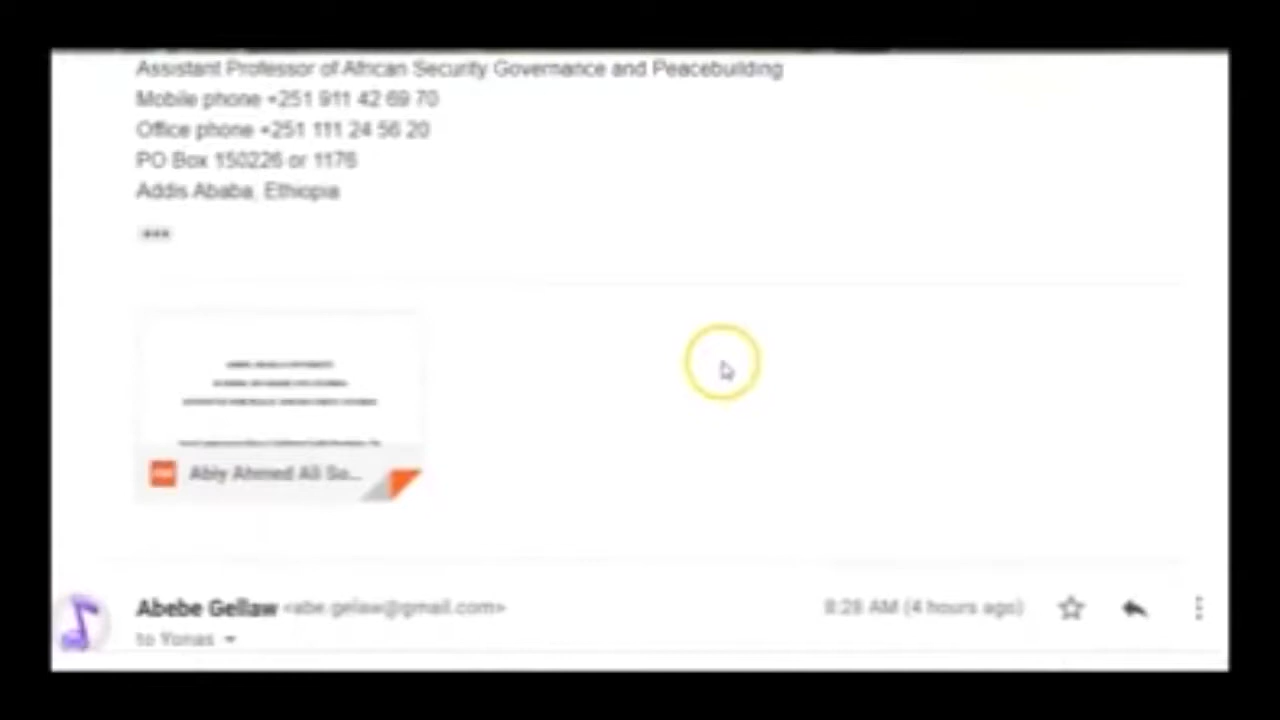 Assistant Professor of African Security Governance and Peacebuilding
Mobile phone +251 911 42 69 70
Office phone +251 111 24 56 20
PO Box 150226 or 1176
Addis Ababa, Ethiopia
•••
Abiy Ahmed Ali So...
Abebe Gellaw <abe.gelaw@gmail.com> 8:28 AM (4 hours ago)
to Yonas